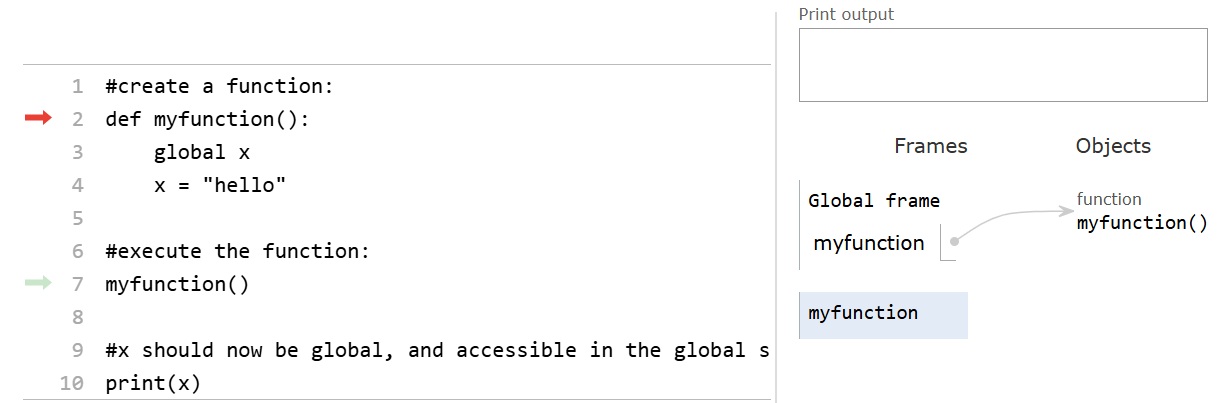 Print output
1 #create a function:
2 def myfunction():
3     global x
4     x = "hello"
5
6 #execute the function:
7 myfunction()
8
9 #x should now be global, and accessible in the global s
10 print(x)
Frames Objects
Global frame
myfunction
function
myfunction()
myfunction